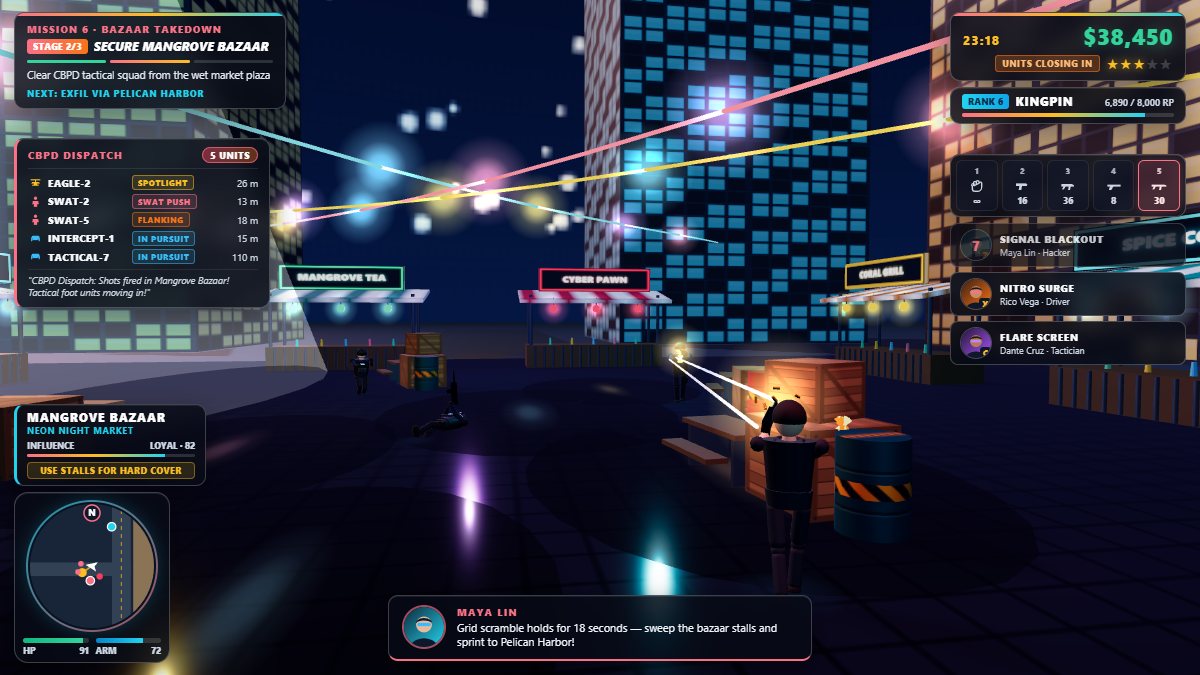 MISSION 6 · BAZAAR TAKEDOWN
STAGE 2/3 SECURE MANGROVE BAZAAR
Clear CBPD tactical squad from the wet market plaza
NEXT: EXFIL VIA PELICAN HARBOR
23:18 $38,450
UNITS CLOSING IN ★★★★★
RANK 6 KINGPIN 6,890 / 8,000 RP
CBPD DISPATCH 5 UNITS
EAGLE-2 SPOTLIGHT 26 m
SWAT-2 SWAT PUSH 13 m
SWAT-5 FLANKING 18 m
INTERCEPT-1 IN PURSUIT 15 m
TACTICAL-7 IN PURSUIT 110 m
"CBPD Dispatch: Shots fired in Mangrove Bazaar!
Tactical foot units moving in!"
1 2 3 4 5
∞ 16 36 8 30
7 SIGNAL BLACKOUT
Maya Lin · Hacker
NITRO SURGE
Rico Vega · Driver
FLARE SCREEN
Dante Cruz · Tactician
SPICE
MANGROVE TEA
CYBER PAWN
CORAL GRILL
MANGROVE BAZAAR
NEON NIGHT MARKET
INFLUENCE LOYAL · 82
USE STALLS FOR HARD COVER
N
HP 91 ARM 72
MAYA LIN
Grid scramble holds for 18 seconds — sweep the bazaar stalls and
sprint to Pelican Harbor!